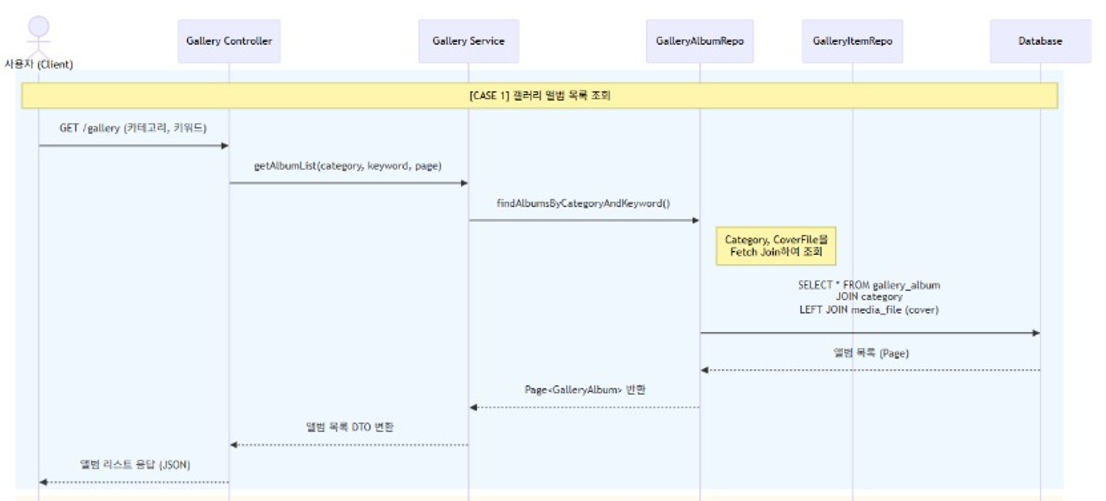 Gallery Controller
Gallery Service
GalleryAlbumRepo
GalleryItemRepo
Database
사용자 (Client)
[CASE 1] 갤러리 앨범 목록 조회
GET /gallery (카테고리, 키워드)
getAlbumList(category, keyword, page)
findAlbumsByCategoryAndKeyword()
Category, CoverFile을
Fetch Join하여 조회
SELECT * FROM gallery_album
JOIN category
LEFT JOIN media_file (cover)
앨범 목록 (Page)
Page<GalleryAlbum> 반환
앨범 목록 DTO 변환
앨범 리스트 응답 (JSON)